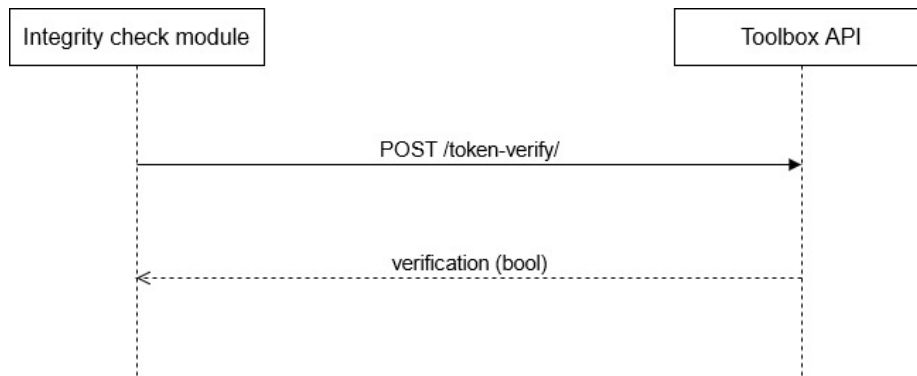 Integrity check module
Toolbox API
POST /token-verify/
verification (bool)